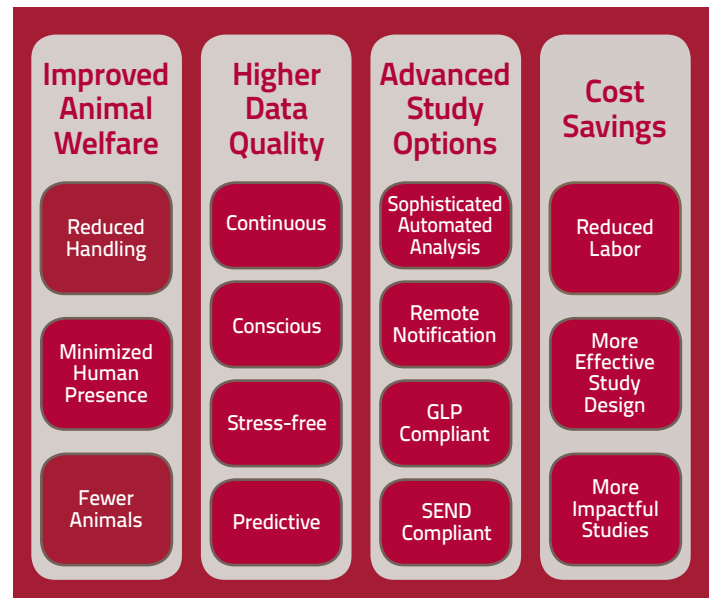 Improved
Animal
Welfare
Reduced
Handling
Minimized
Human
Presence
Fewer
Animals
Higher
Data
Quality
Continuous
Conscious
Stress-free
Predictive
Advanced
Study
Options
Sophisticated
Automated
Analysis
Remote
Notification
GLP
Compliant
SEND
Compliant
Cost
Savings
Reduced
Labor
More
Effective
Study
Design
More
Impactful
Studies